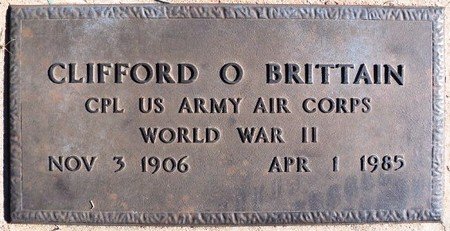 CLIFFORD O BRITTAIN
CPL US ARMY AIR CORPS
WORLD WAR II
NOV 3 1906 APR 1 1985